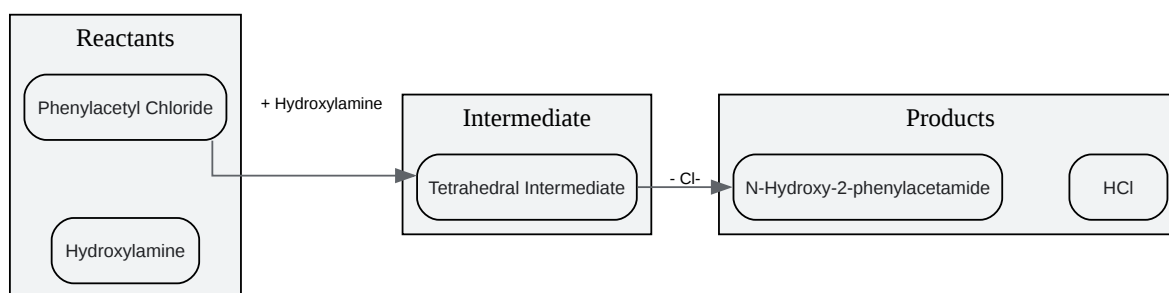 Reactants
Phenylacetyl Chloride
Hydroxylamine
+ Hydroxylamine
Intermediate
Tetrahedral Intermediate
- Cl-
Products
N-Hydroxy-2-phenylacetamide
HCl